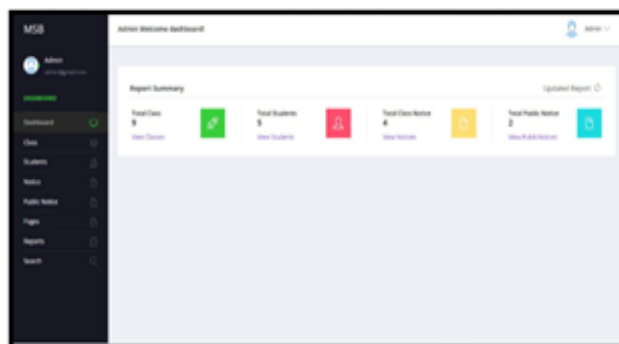 MSB
Admin Welcome dashboard!
Admin
Admin
admin@gmail.com
DASHBOARD
Dashboard
Class
Students
Notice
Public Notice
Pages
Reports
Search
Report Summary
Updated Report
Total Class
9
View Classes
Total Students
5
View Students
Total Class Notice
4
View Notices
Total Public Notice
2
View PublicNotices